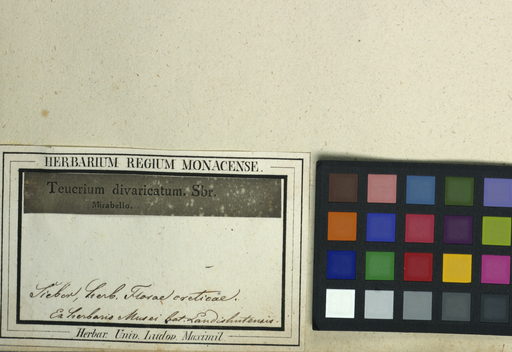 HERBARIUM REGIUM MONACENSE.
Teucrium divaricatum. Sbr.
Mirabello.
Sieber, herb. Florae creticae.
Ex herbario Musei bot. Landishutensis.
Herbar. Univ. Ludov. Maximil